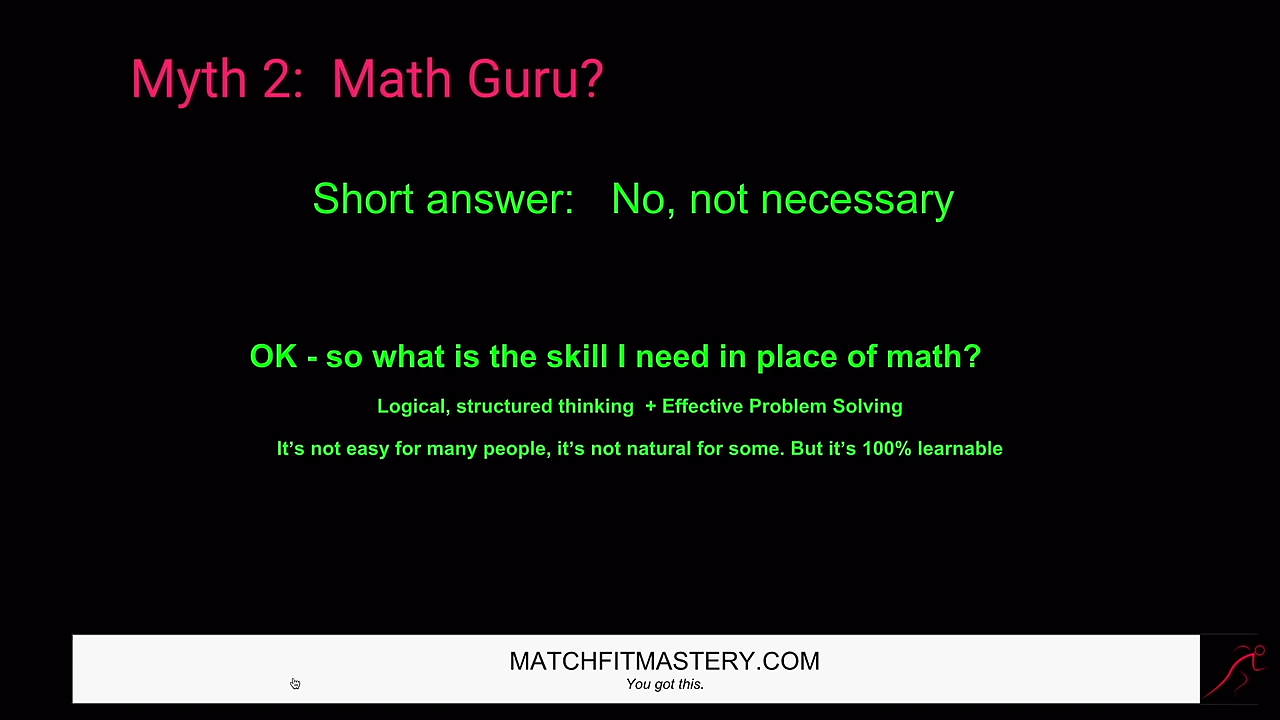 Myth 2:  Math Guru?
Short answer:   No, not necessary
OK - so what is the skill I need in place of math?
Logical, structured thinking  + Effective Problem Solving
It’s not easy for many people, it’s not natural for some. But it’s 100% learnable
MATCHFITMASTERY.COM
You got this.